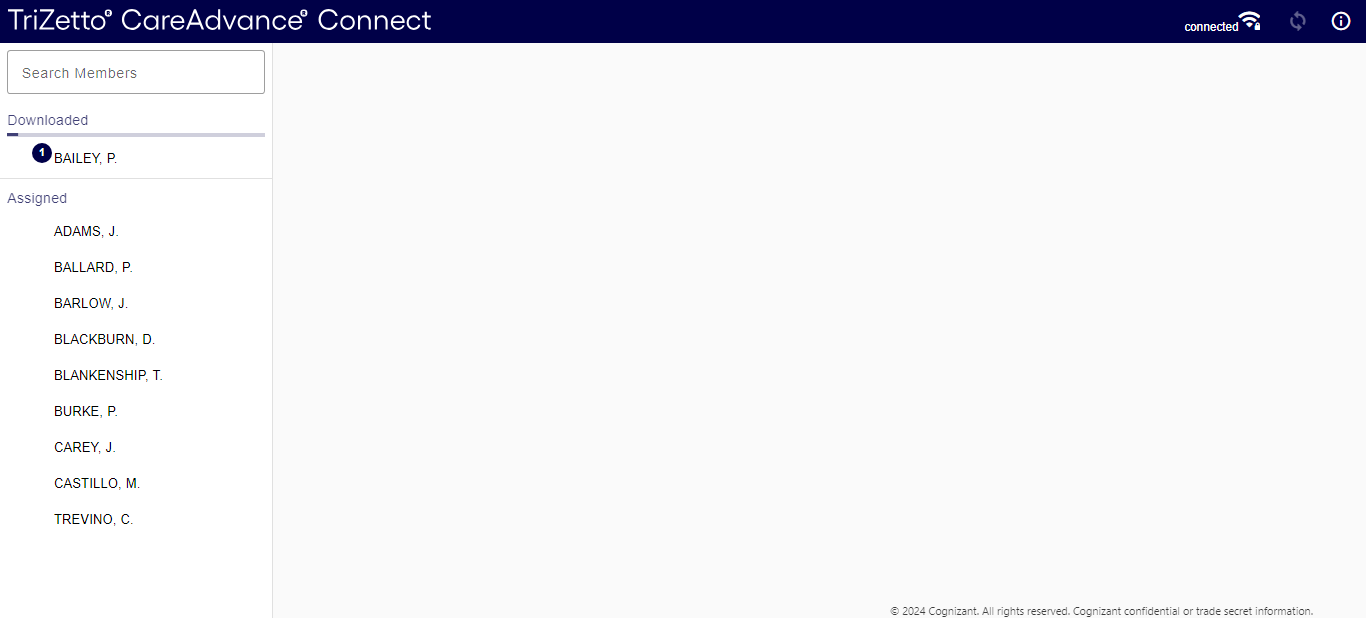 TriZetto® CareAdvance® Connect
connected
Search Members
Downloaded
1
BAILEY, P.
Assigned
ADAMS, J.
BALLARD, P.
BARLOW, J.
BLACKBURN, D.
BLANKENSHIP, T.
BURKE, P.
CAREY, J.
CASTILLO, M.
TREVINO, C.
© 2024 Cognizant. All rights reserved. Cognizant confidential or trade secret information.